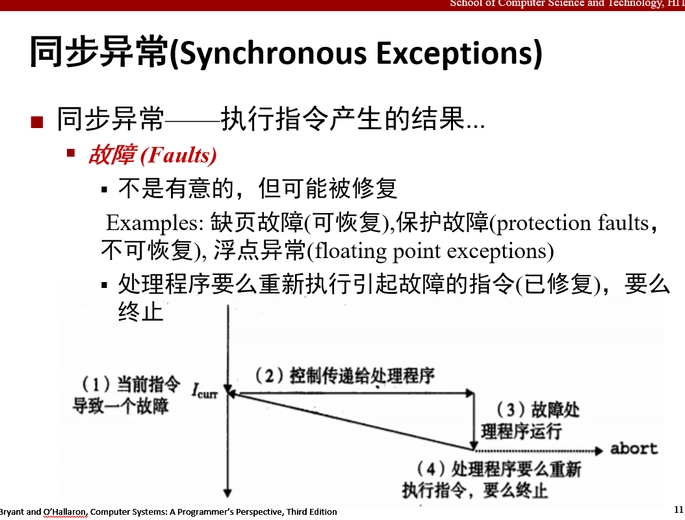 School of Computer Science and Technology, HIT
同步异常(Synchronous Exceptions)
同步异常——执行指令产生的结果...
故障 (Faults)
不是有意的，但可能被修复
Examples: 缺页故障(可恢复),保护故障(protection faults，
不可恢复), 浮点异常(floating point exceptions)
处理程序要么重新执行引起故障的指令(已修复)，要么
终止
（1）当前指令
导致一个故障
Icurr
（2）控制传递给处理程序
（3）故障处
理程序运行
abort
（4）处理程序要么重新
执行指令，要么终止
Bryant and O'Hallaron, Computer Systems: A Programmer's Perspective, Third Edition
11